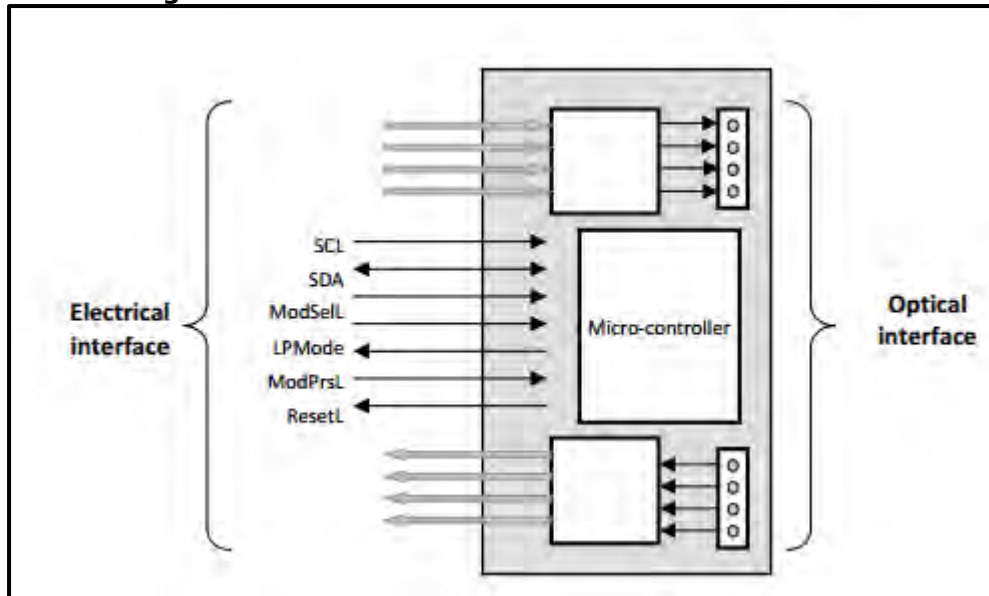 SCL
SDA
ModSelL
LPMode
ModPrsL
ResetL
Electrical
interface
Micro-controller
Optical
interface
O
O
O
O
O
O
O
O